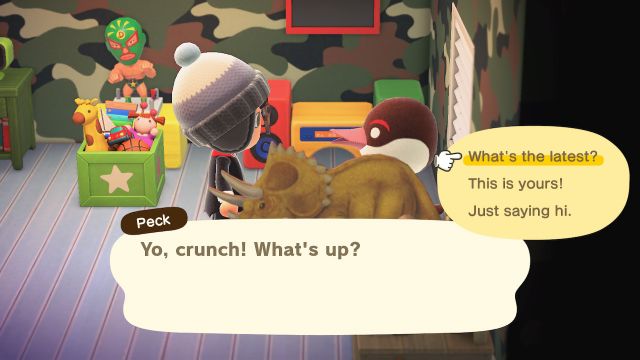 What's the latest?
This is yours!
Just saying hi.
Peck
Yo, crunch! What's up?